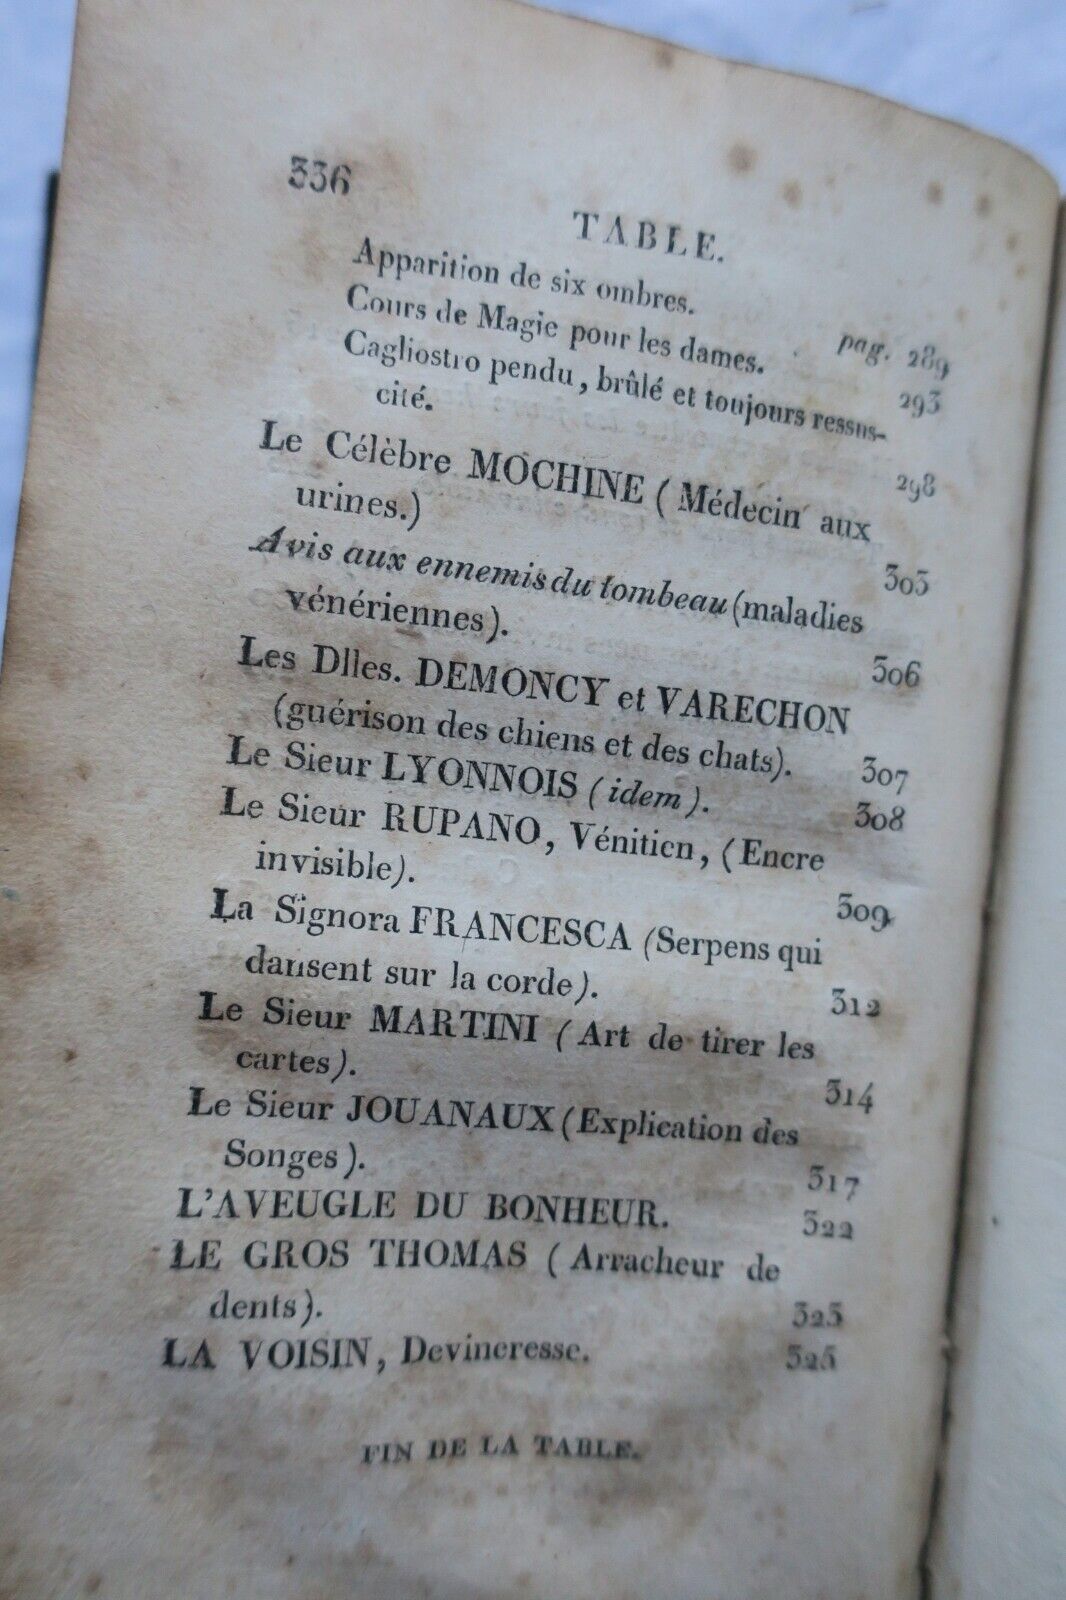 336
TABLE.
Apparition de six ombres. pag. 289
Cours de Magie pour les dames. 293
Cagliostro pendu, brûlé et toujours ressus-
cité. 298
Le Célèbre MOCHINE (Médecin aux
urines.) 303
Avis aux ennemis du tombeau (maladies
vénériennes). 306
Les Dlles. DEMONCY et VARECHON
(guérison des chiens et des chats). 307
Le Sieur LYONNOIS (idem). 308
Le Sieur RUPANO, Vénitien, (Encre
invisible). 309
La Signora FRANCESCA (Serpens qui
dansent sur la corde). 312
Le Sieur MARTINI (Art de tirer les
cartes). 314
Le Sieur JOUANAUX (Explication des
Songes). 317
L'AVEUGLE DU BONHEUR. 322
LE GROS THOMAS (Arracheur de
dents). 323
LA VOISIN, Devineresse. 325
FIN DE LA TABLE.